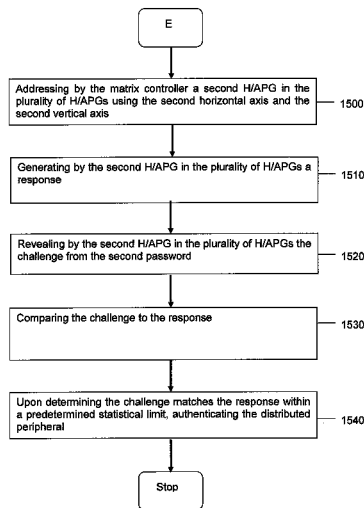 E
Addressing by the matrix controller a second H/APG in the
plurality of H/APGs using the second horizontal axis and the
second vertical axis
1500
Generating by the second H/APG in the plurality of H/APGs a
response
1510
Revealing by the second H/APG in the plurality of H/APGs the
challenge from the second password
1520
Comparing the challenge to the response
1530
Upon determining the challenge matches the response within
a predetermined statistical limit, authenticating the distributed
peripheral
1540
Stop